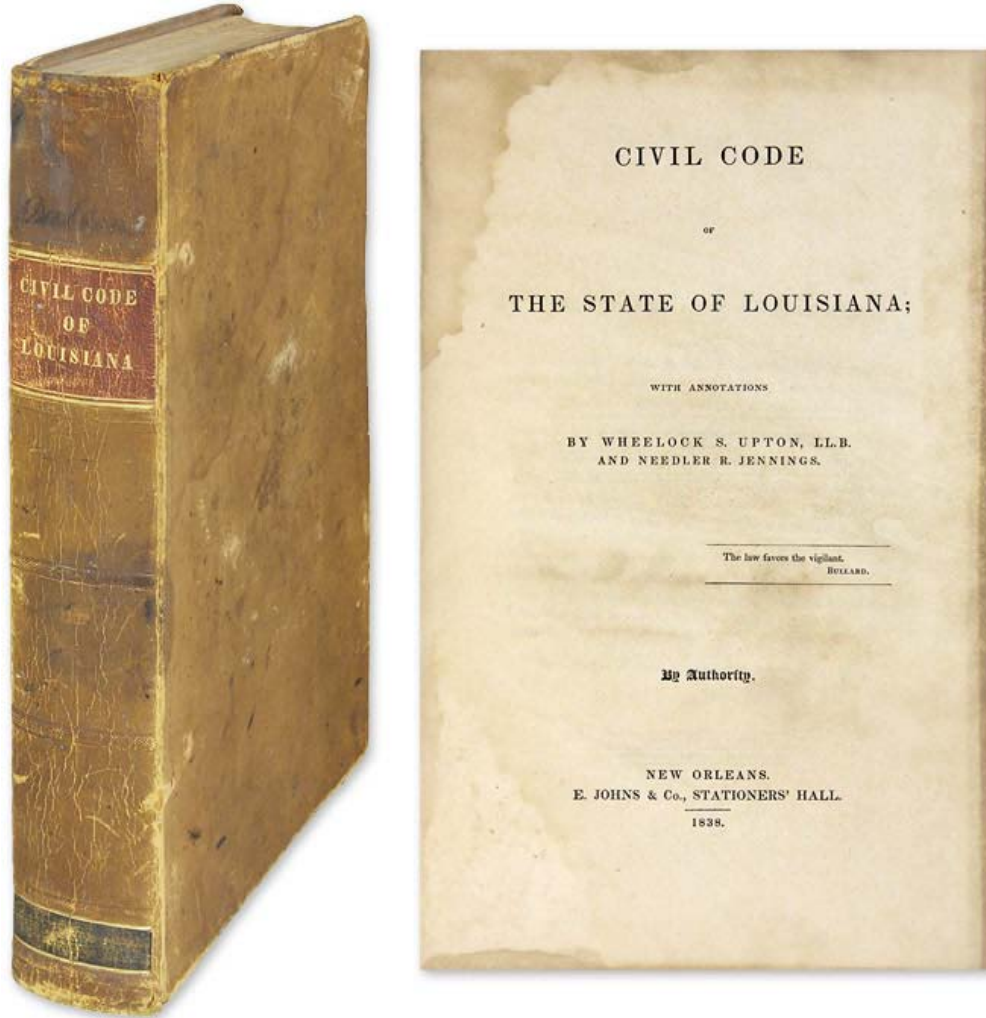 CIVIL CODE
OF
LOUISIANA
CIVIL CODE
OF
THE STATE OF LOUISIANA;
WITH ANNOTATIONS
BY WHEELOCK S. UPTON, LL.B.
AND NEEDLER R. JENNINGS.
The law favors the vigilant.
BULLARD.
By Authority.
NEW ORLEANS.
E. JOHNS & Co., STATIONERS' HALL.
1838.